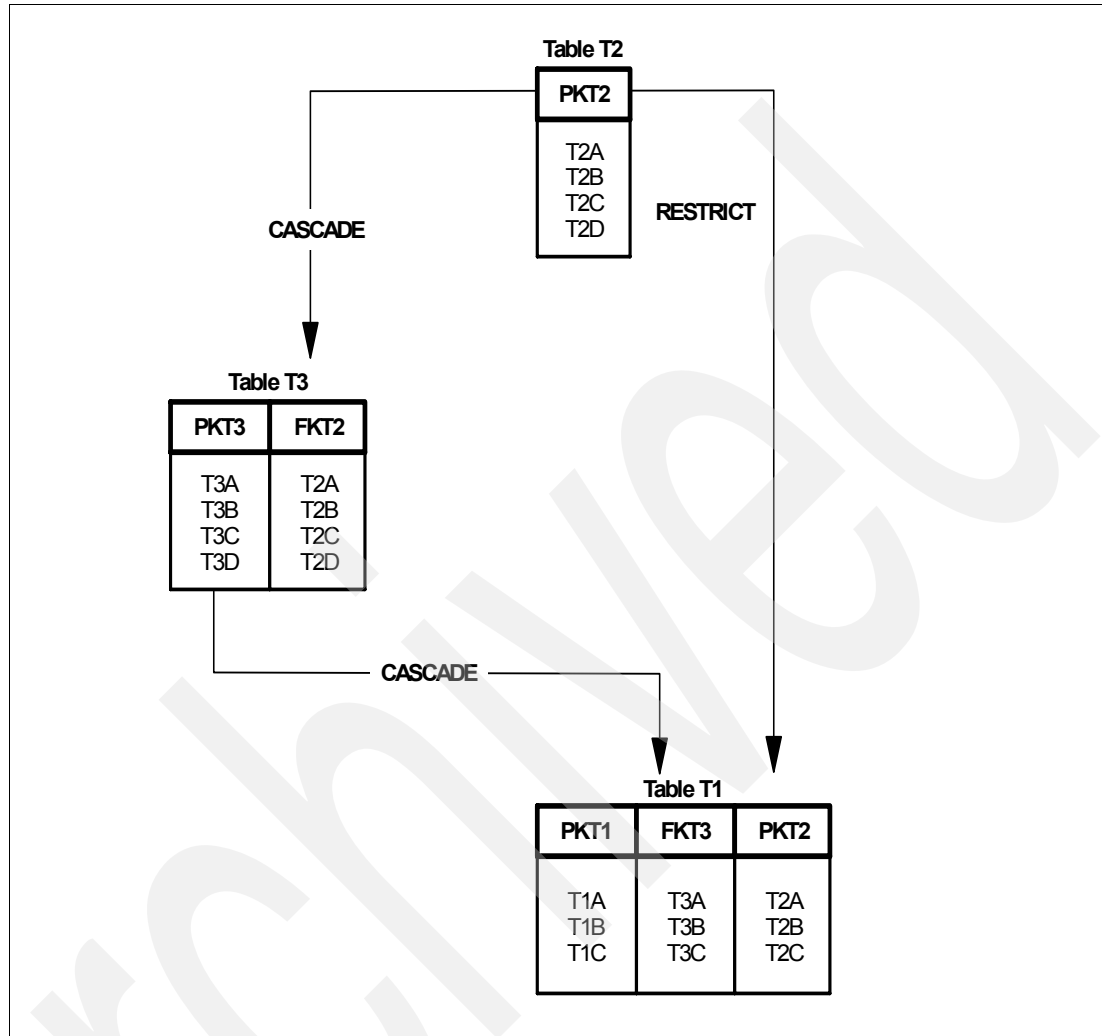 Table T2
PKT2
T2A
T2B
T2C
T2D
RESTRICT
CASCADE
Table T3
PKT3 FKT2
T3A T2A
T3B T2B
T3C T2C
T3D T2D
CASCADE
Table T1
PKT1 FKT3 PKT2
T1A T3A T2A
T1B T3B T2B
T1C T3C T2C
rchived